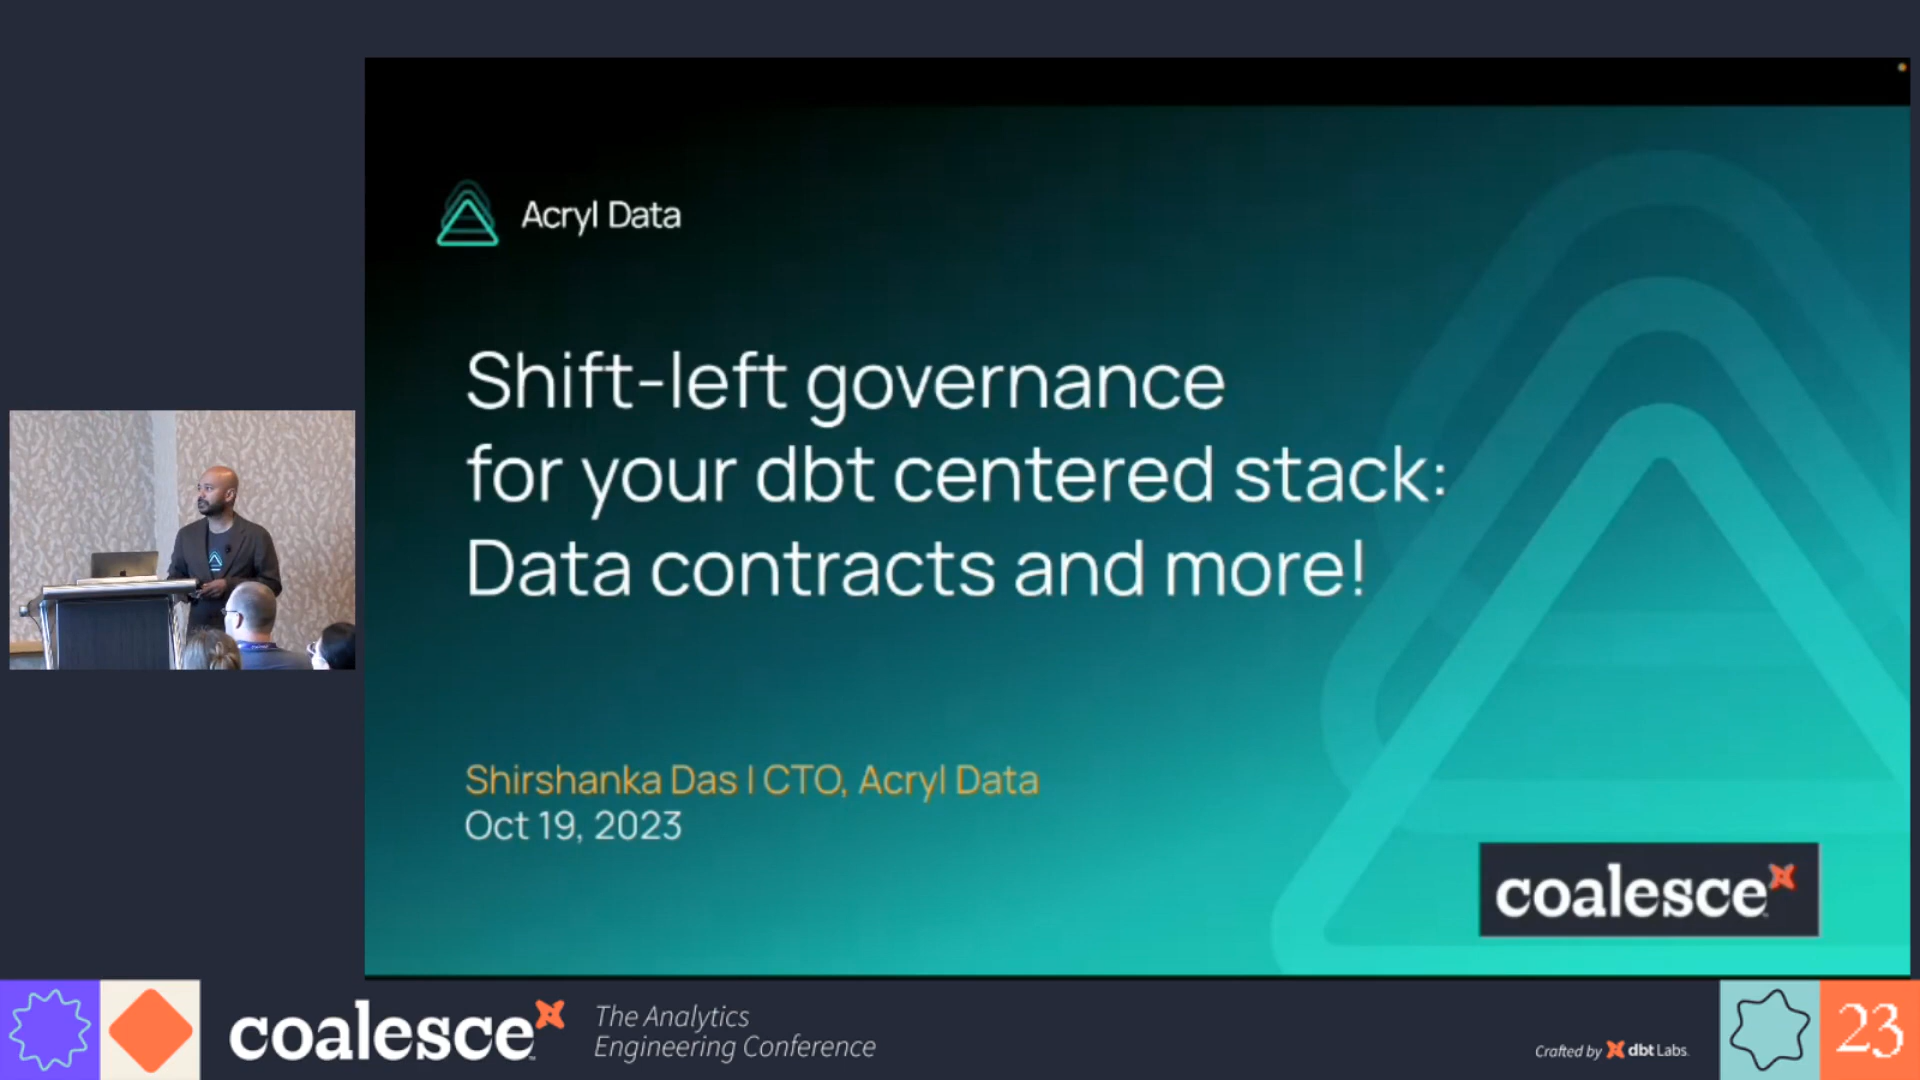 Acryl Data
Shift-left governance
for your dbt centered stack:
Data contracts and more!
Shirshanka Das | CTO, Acryl Data
Oct 19, 2023
coalesce
coalesce
The Analytics
Engineering Conference
Crafted by dbt Labs
23